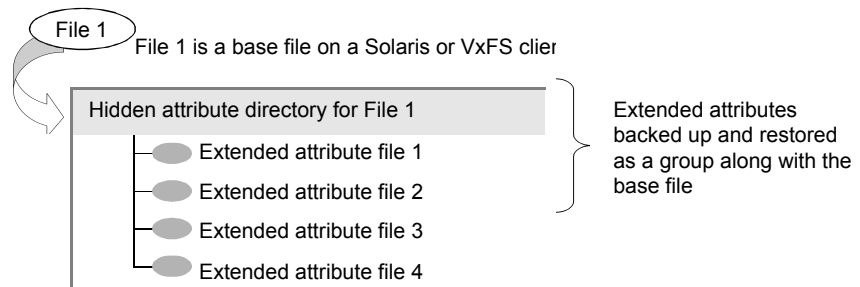 File 1
File 1 is a base file on a Solaris or VxFS clier
Hidden attribute directory for File 1
Extended attribute file 1
Extended attribute file 2
Extended attribute file 3
Extended attribute file 4
Extended attributes
backed up and restored
as a group along with the
base file